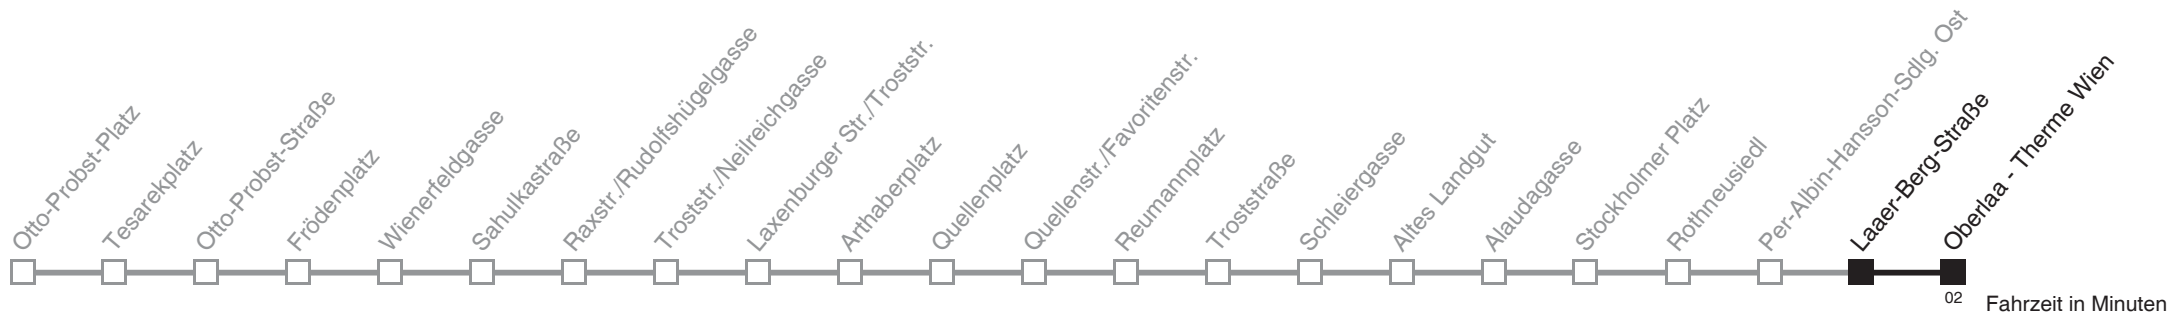 Otto-Probst-Platz
Tesarekplatz
Otto-Probst-Straße
Frödenplatz
Wienerfeldgasse
Sahulkastraße
Raxstr./Rudolfshügelgasse
Troststr./Neilreichgasse
Laxenburger Str./Troststr.
Arthaberplatz
Quellenplatz
Quellenstr./Favoritenstr.
Reumannplatz
Troststraße
Schleiergasse
Altes Landgut
Alaudagasse
Stockholmer Platz
Rothneusiedl
Per-Albin-Hansson-Sdlg. Ost
Laaer-Berg-Straße
Oberlaa - Therme Wien
02
Fahrzeit in Minuten